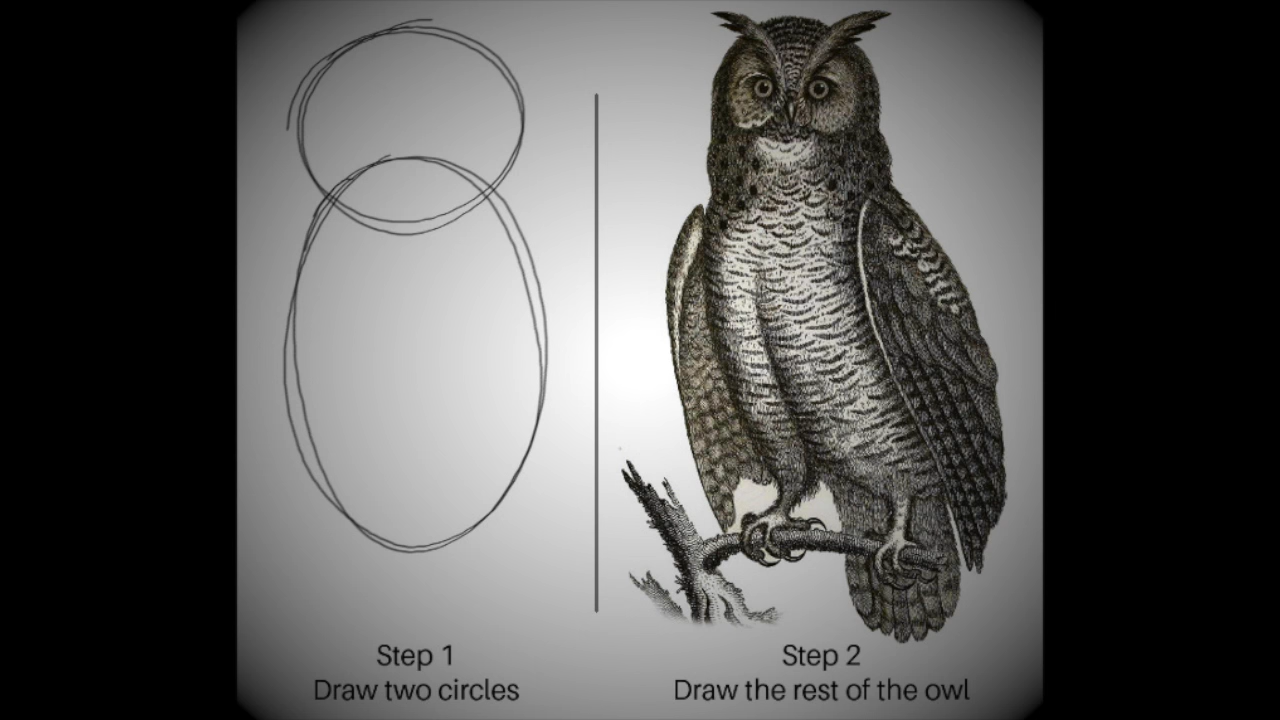 Step 1
Draw two circles
Step 2
Draw the rest of the owl